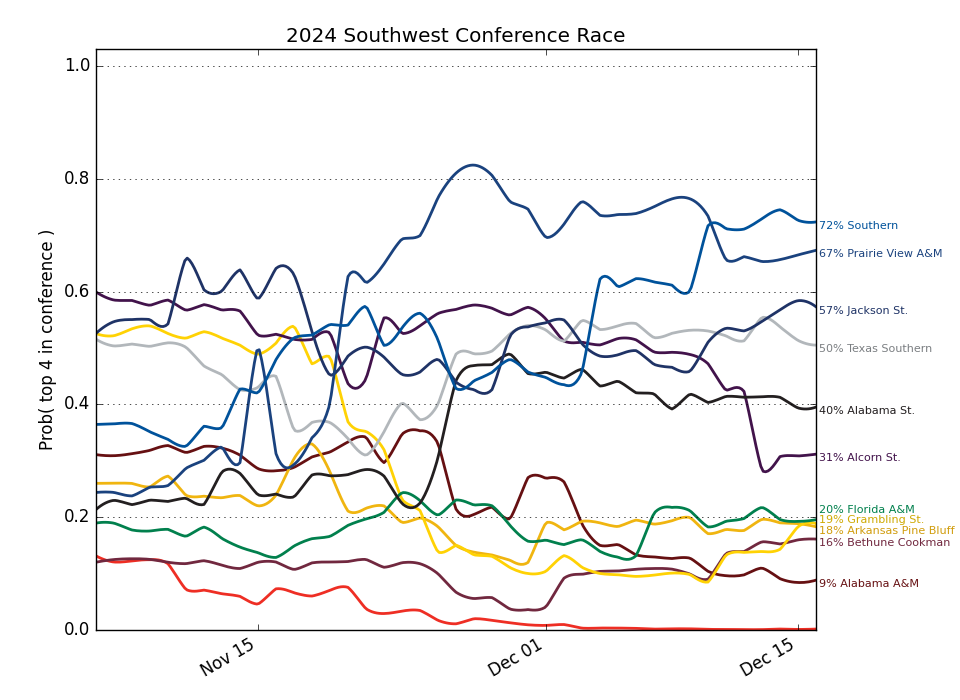 2024 Southwest Conference Race
Prob( top 4 in conference )
1.0
0.8
0.6
0.4
0.2
0.0
Nov 15
Dec 01
Dec 15
72% Southern
67% Prairie View A&M
57% Jackson St.
50% Texas Southern
40% Alabama St.
31% Alcorn St.
20% Florida A&M
19% Grambling St.
18% Arkansas Pine Bluff
16% Bethune Cookman
9% Alabama A&M